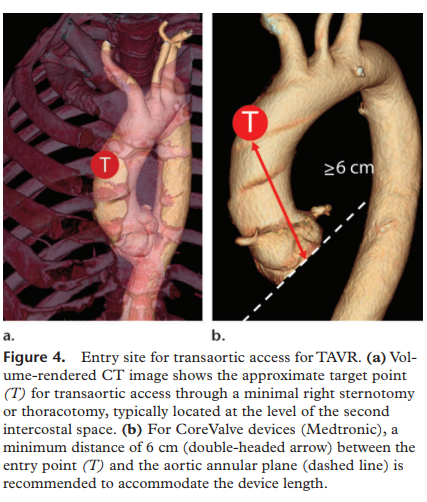 T
T
≥6 cm
a.
b.
Figure 4. Entry site for transaortic access for TAVR. (a) Vol-
ume-rendered CT image shows the approximate target point
(T) for transaortic access through a minimal right sternotomy
or thoracotomy, typically located at the level of the second
intercostal space. (b) For CoreValve devices (Medtronic), a
minimum distance of 6 cm (double-headed arrow) between the
entry point (T) and the aortic annular plane (dashed line) is
recommended to accommodate the device length.